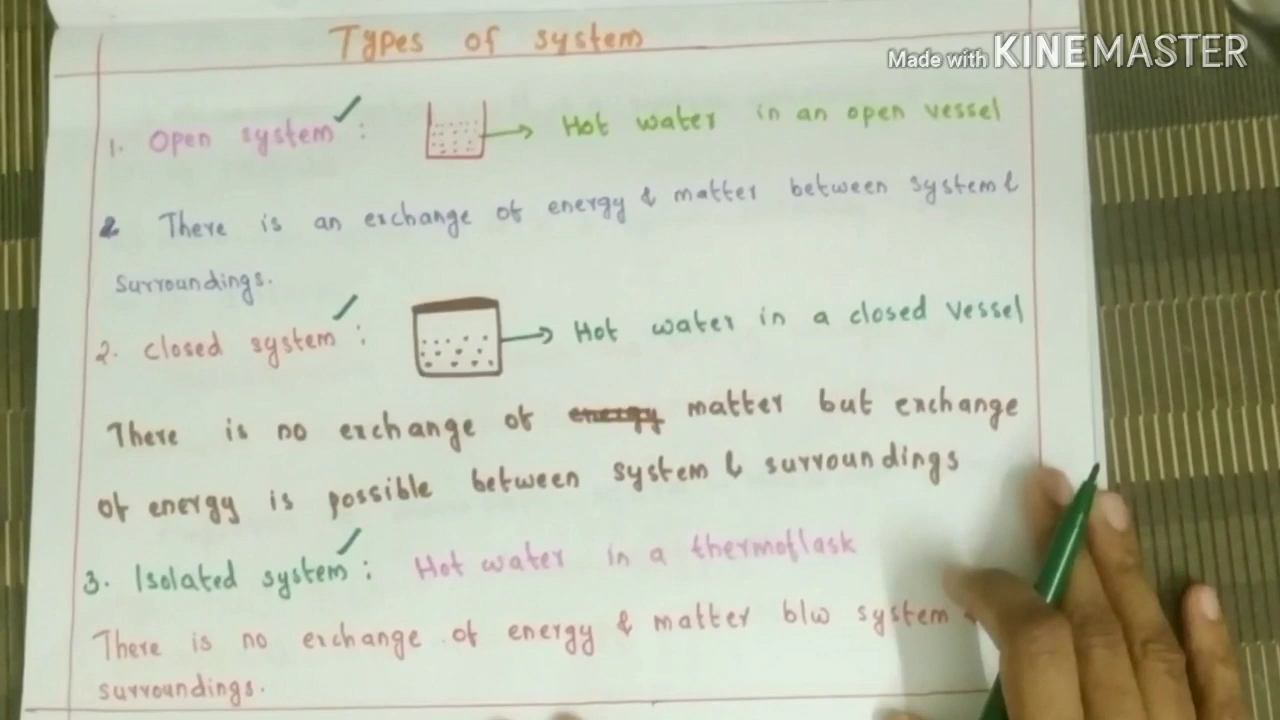 Types of system
Made with KINEMASTER
1. Open system : → Hot water in an open vessel
There is an exchange of energy & matter between system &
surroundings.
2. Closed system : → Hot water in a closed vessel
There is no exchange of energy matter but exchange
of energy is possible between system & surroundings
3. Isolated system : Hot water in a thermoflask
There is no exchange of energy & matter b/w system &
surroundings.